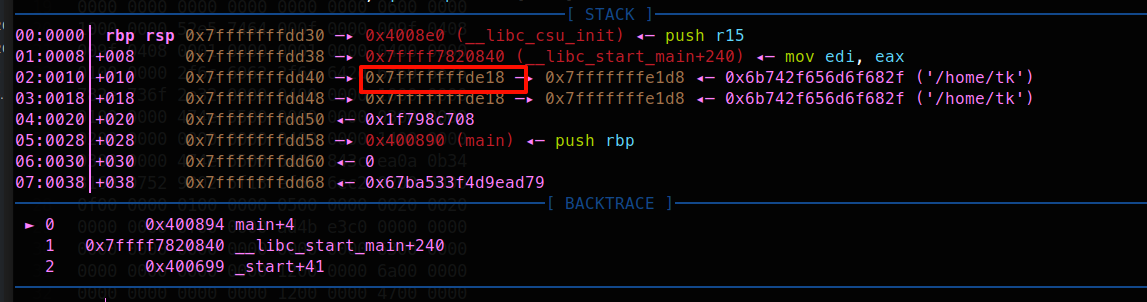 [ STACK ]
00:0000│ rbp rsp 0x7fffffffdd30 —▸ 0x4008e0 (__libc_csu_init) ◂— push r15
01:0008│+008 0x7fffffffdd38 —▸ 0x7ffff7820840 (__libc_start_main+240) ◂— mov edi, eax
02:0010│+010 0x7fffffffdd40 —▸ 0x7fffffffde18 —▸ 0x7fffffffe1d8 ◂— 0x6b742f656d6f682f ('/home/tk')
03:0018│+018 0x7fffffffdd48 —▸ 0x7fffffffde18 —▸ 0x7fffffffe1d8 ◂— 0x6b742f656d6f682f ('/home/tk')
04:0020│+020 0x7fffffffdd50 ◂— 0x1f798c708
05:0028│+028 0x7fffffffdd58 —▸ 0x400890 (main) ◂— push rbp
06:0030│+030 0x7fffffffdd60 ◂— 0
07:0038│+038 0x7fffffffdd68 ◂— 0x67ba533f4d9ead79
[ BACKTRACE ]
► 0 0x400894 main+4
1 0x7ffff7820840 __libc_start_main+240
2 0x400699 _start+41